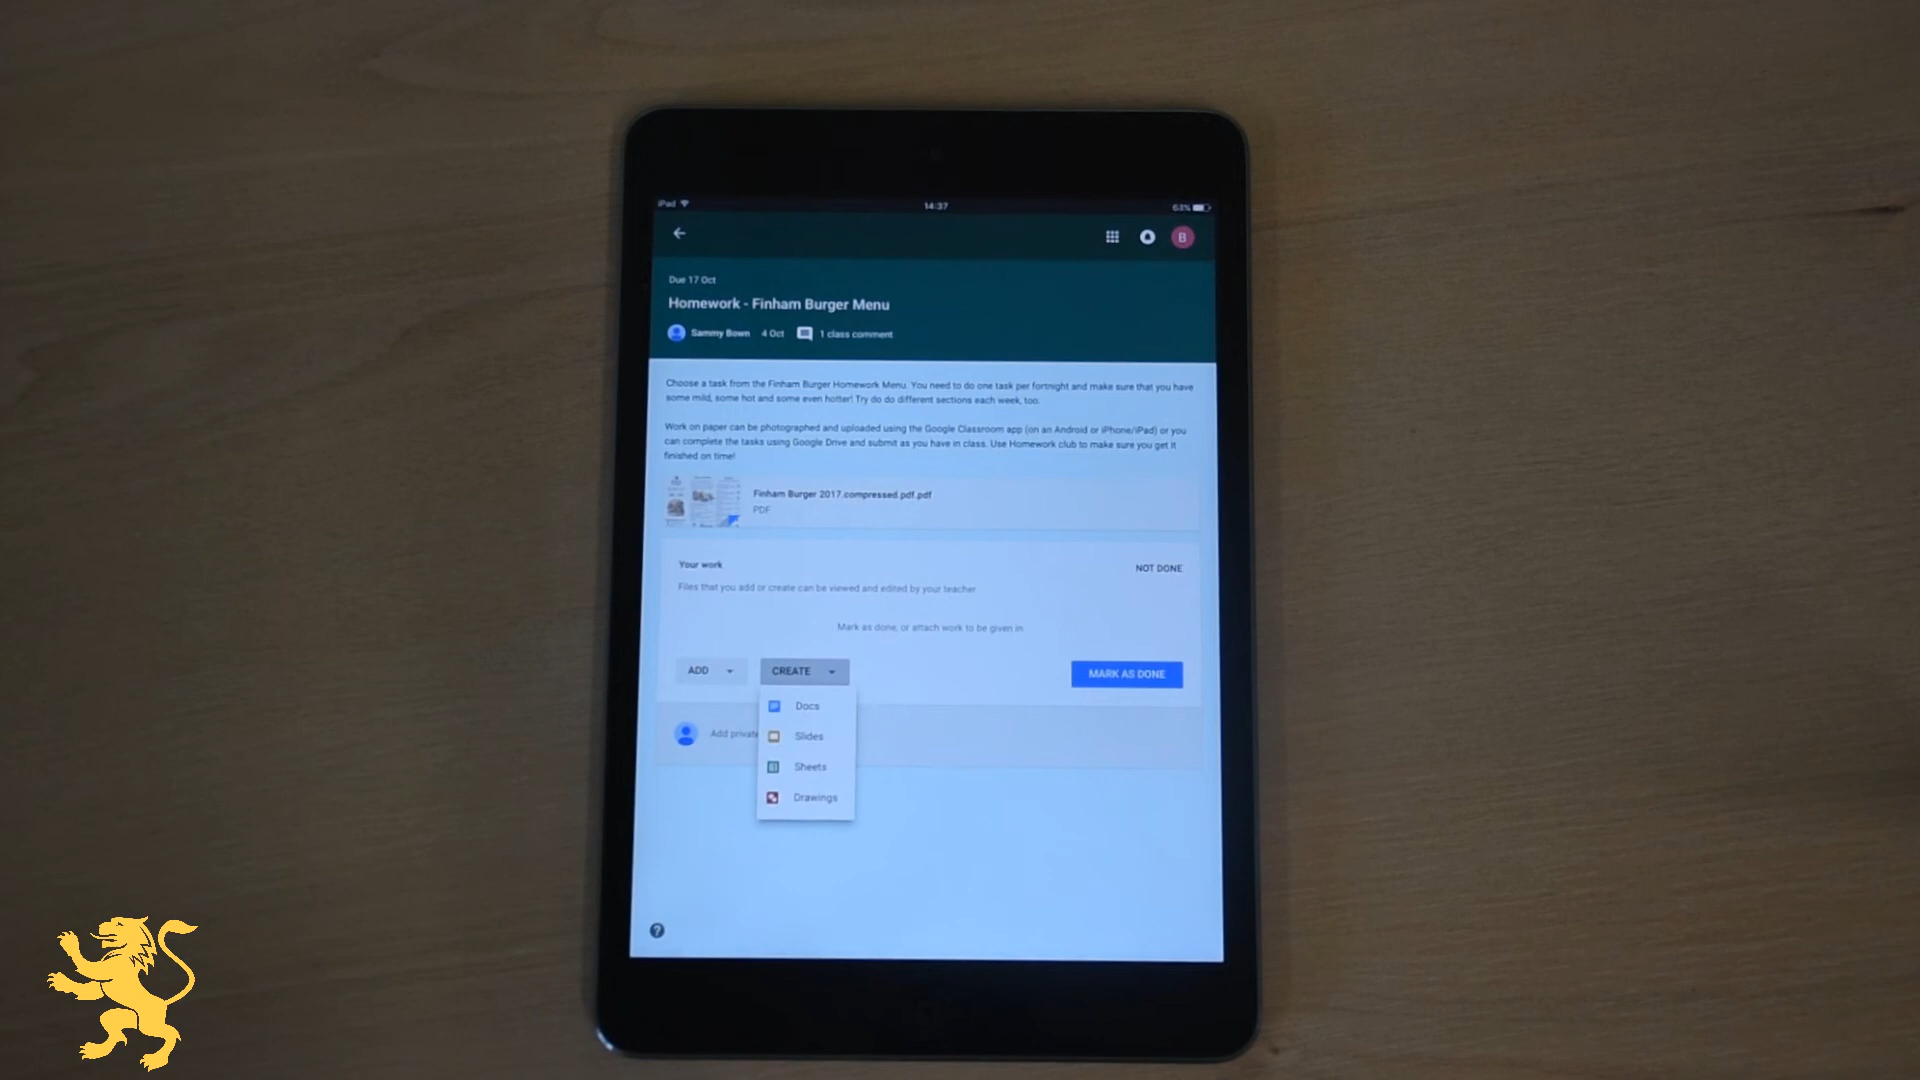 iPad
14:37
63%
B
Due 17 Oct
Homework - Finham Burger Menu
Sammy Bown 4 Oct 1 class comment
Choose a task from the Finham Burger Homework Menu. You need to do one task per fortnight and make sure that you have
some mild, some hot and some even hotter! Try do do different sections each week, too.
Work on paper can be photographed and uploaded using the Google Classroom app (on an Android or iPhone/iPad) or you
can complete the tasks using Google Drive and submit as you have in class. Use Homework club to make sure you get it
finished on time!
Finham Burger 2017.compressed.pdf.pdf
PDF
Your work
NOT DONE
Files that you add or create can be viewed and edited by your teacher
Mark as done, or attach work to be given in
ADD
CREATE
MARK AS DONE
Docs
Add private
Slides
Sheets
Drawings
?